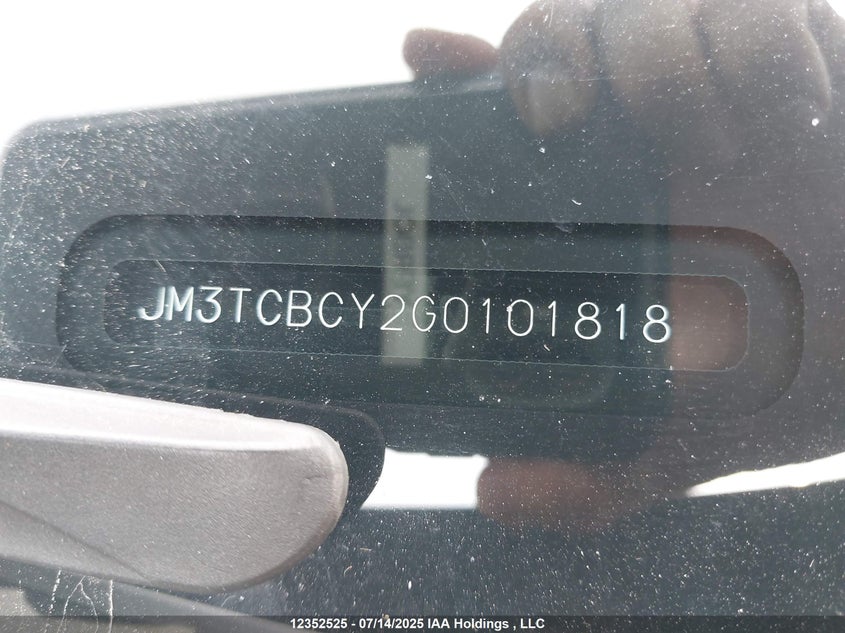 JM3TCBCY2G0101818
12352525 - 07/14/2025 IAA Holdings , LLC